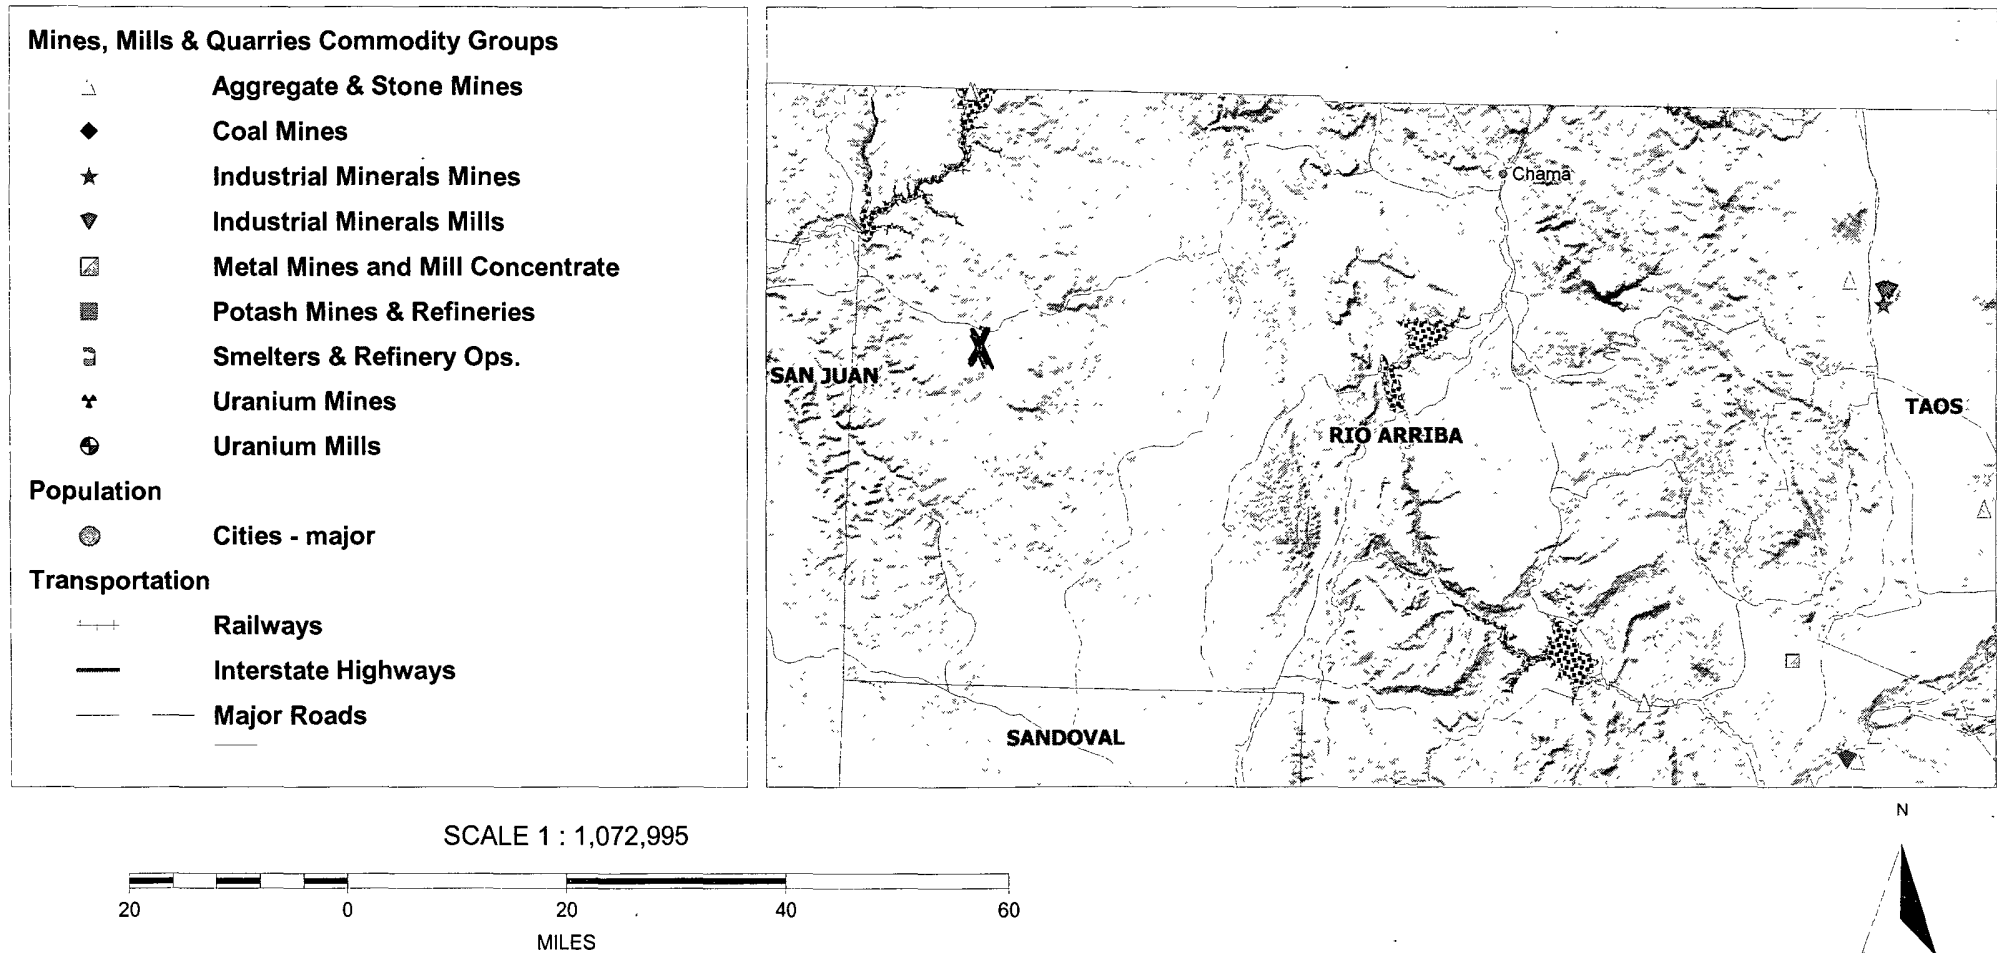 Mines, Mills & Quarries Commodity Groups
Aggregate & Stone Mines
Coal Mines
Industrial Minerals Mines
Industrial Minerals Mills
Metal Mines and Mill Concentrate
Potash Mines & Refineries
Smelters & Refinery Ops.
Uranium Mines
Uranium Mills
Population
Cities - major
Transportation
Railways
Interstate Highways
Major Roads
Chama
SAN JUAN
RIO ARRIBA
TAOS
SANDOVAL
X
SCALE 1 : 1,072,995
20 0 20 40 60
MILES
N